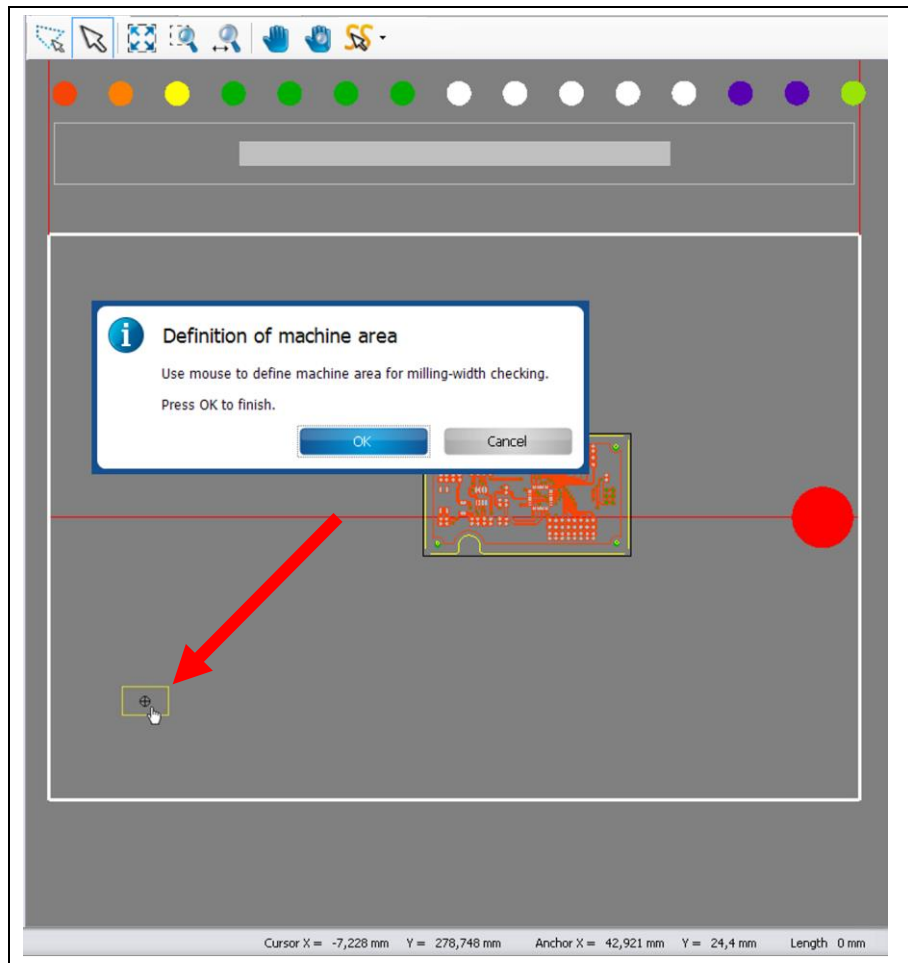 Definition of machine area
Use mouse to define machine area for milling-width checking.
Press OK to finish.
OK Cancel
Cursor X = -7,228 mm Y = 278,748 mm Anchor X = 42,921 mm Y = 24,4 mm Length 0 mm